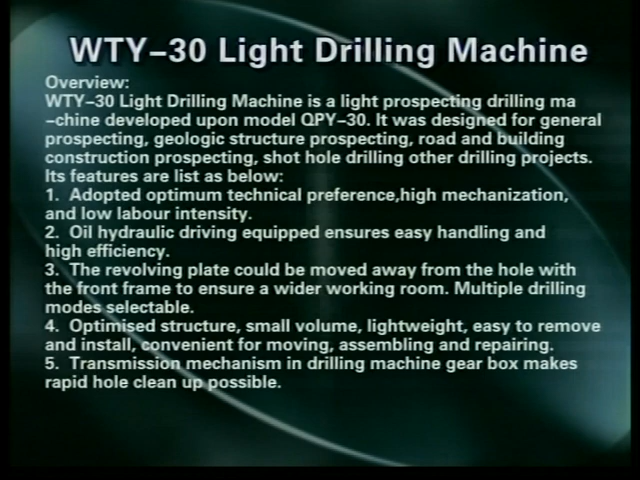 WTY-30 Light Drilling Machine
Overview:
WTY-30 Light Drilling Machine is a light prospecting drilling ma
-chine developed upon model QPY-30. It was designed for general
prospecting, geologic structure prospecting, road and building
construction prospecting, shot hole drilling other drilling projects.
Its features are list as below:
1. Adopted optimum technical preference,high mechanization,
and low labour intensity.
2. Oil hydraulic driving equipped ensures easy handling and
high efficiency.
3. The revolving plate could be moved away from the hole with
the front frame to ensure a wider working room. Multiple drilling
modes selectable.
4. Optimised structure, small volume, lightweight, easy to remove
and install, convenient for moving, assembling and repairing.
5. Transmission mechanism in drilling machine gear box makes
rapid hole clean up possible.